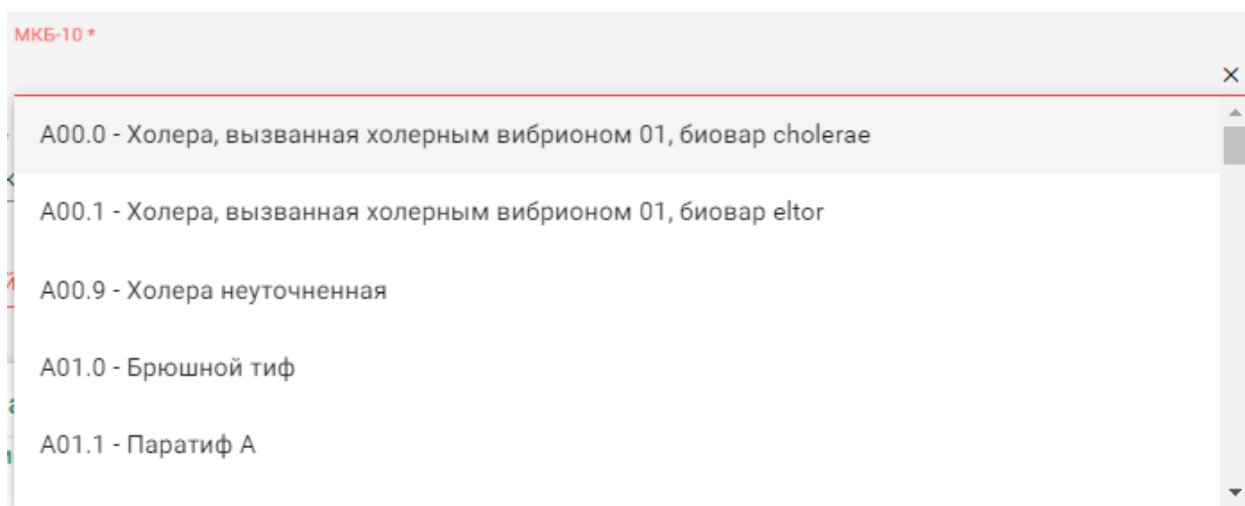 МКБ-10 *
A00.0 - Холера, вызванная холерным вибрионом 01, биовар cholerae
A00.1 - Холера, вызванная холерным вибрионом 01, биовар eltor
A00.9 - Холера неуточненная
A01.0 - Брюшной тиф
A01.1 - Паратиф A